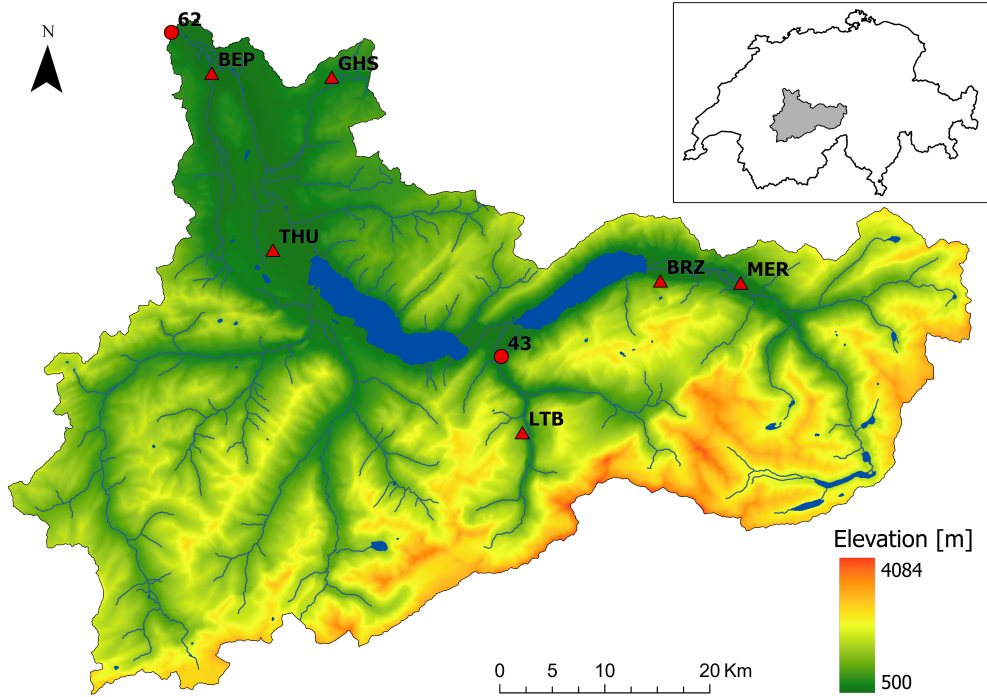 62
N
BEP
GHS
THU
BRZ
MER
43
LTB
Elevation [m]
4084
500
0 5 10 20 Km